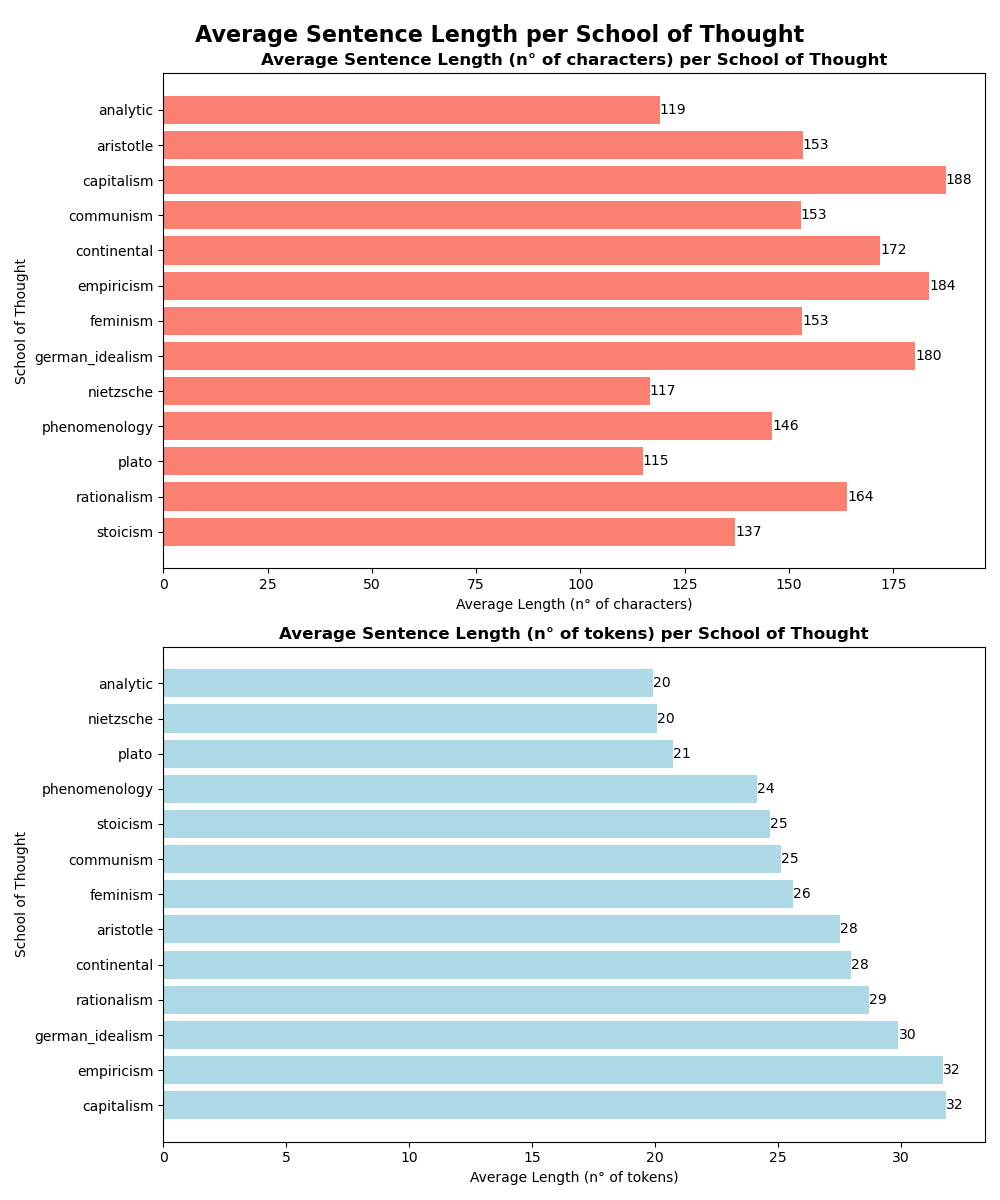 Average Sentence Length per School of Thought
Average Sentence Length (n° of characters) per School of Thought
School of Thought
analytic 119
aristotle 153
capitalism 188
communism 153
continental 172
empiricism 184
feminism 153
german_idealism 180
nietzsche 117
phenomenology 146
plato 115
rationalism 164
stoicism 137
0 25 50 75 100 125 150 175
Average Length (n° of characters)
Average Sentence Length (n° of tokens) per School of Thought
School of Thought
analytic 20
nietzsche 20
plato 21
phenomenology 24
stoicism 25
communism 25
feminism 26
aristotle 28
continental 28
rationalism 29
german_idealism 30
empiricism 32
capitalism 32
0 5 10 15 20 25 30
Average Length (n° of tokens)